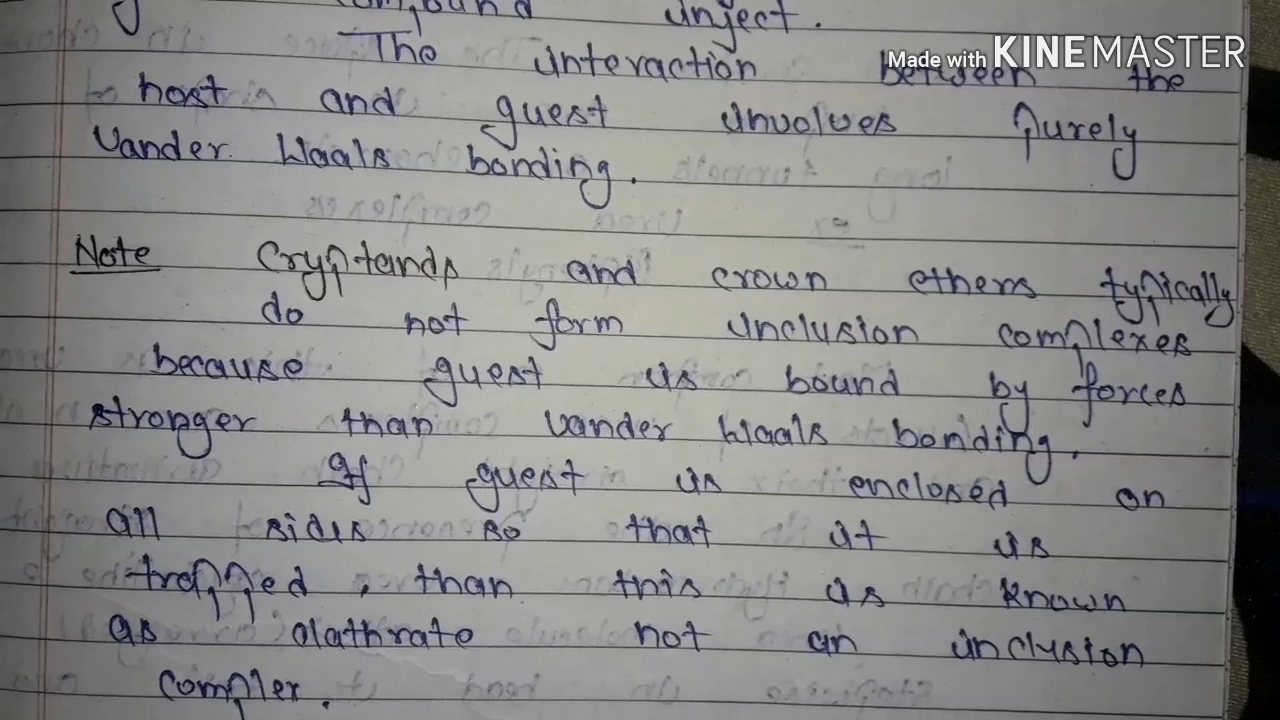 compound inject.
Made with KINEMASTER
The interaction between the
host and guest involves purely
Vander Waals bonding.
Note Cryptands and crown ethers typically
do not form inclusion complexes
because guest is bound by forces
stronger than Vander Waals bonding.
If guest is enclosed on
all sides so that it is
trapped, than this is known
as clathrate not an inclusion
complex.